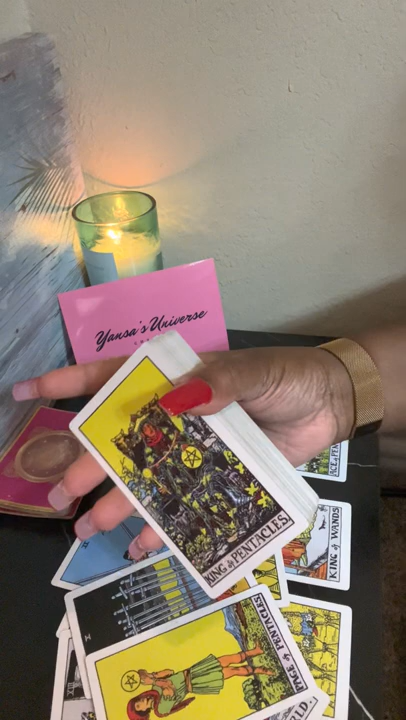 Yansa's Universe
KING of PENTACLES.
KING of WANDS
PAGE of PENTACLES.
X